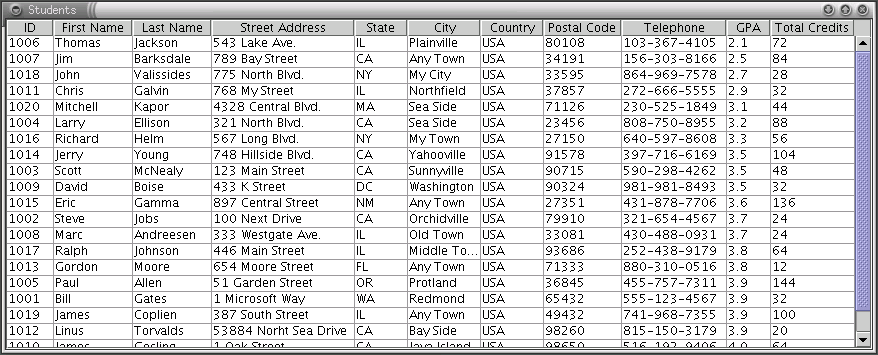 Students
ID First Name Last Name Street Address State City Country Postal Code Telephone GPA Total Credits
1006 Thomas Jackson 543 Lake Ave. IL Plainville USA 80108 103-367-4105 2.1 72
1007 Jim Barksdale 789 Bay Street CA Any Town USA 34191 156-303-8166 2.5 84
1018 John Valissides 775 North Blvd. NY My City USA 33595 864-969-7578 2.7 28
1011 Chris Galvin 768 My Street IL Northfield USA 37857 272-666-5555 2.9 32
1020 Mitchell Kapor 4328 Central Blvd. MA Sea Side USA 71126 230-525-1849 3.1 44
1004 Larry Ellison 321 North Blvd. CA Sea Side USA 23456 808-750-8955 3.2 88
1016 Richard Helm 567 Long Blvd. NY My Town USA 27150 640-597-8608 3.3 56
1014 Jerry Young 748 Hillside Blvd. CA Yahooville USA 91578 397-716-6169 3.5 104
1003 Scott McNealy 123 Main Street CA Sunnyville USA 90715 590-298-4262 3.5 48
1009 David Boise 433 K Street DC Washington USA 90324 981-981-8493 3.5 32
1015 Eric Gamma 897 Central Street NM Any Town USA 27351 431-878-7706 3.6 136
1002 Steve Jobs 100 Next Drive CA Orchidville USA 79910 321-654-4567 3.7 24
1008 Marc Andreesen 333 Westgate Ave. IL Old Town USA 33081 430-488-0931 3.7 24
1017 Ralph Johnson 446 Main Street IL Middle To... USA 93686 252-438-9179 3.8 64
1013 Gordon Moore 654 Moore Street FL Any Town USA 71333 880-310-0516 3.8 12
1005 Paul Allen 51 Garden Street OR Protland USA 36845 455-757-7311 3.9 144
1001 Bill Gates 1 Microsoft Way WA Redmond USA 65432 555-123-4567 3.9 32
1019 James Coplien 387 South Street IL Any Town USA 49432 741-968-7355 3.9 100
1012 Linus Torvalds 53884 Norht Sea Drive CA Bay Side USA 98260 815-150-3179 3.9 20
1010 James Gosling 1 Oak Street CA Java Island USA 98650 516-192-9406 4.0 64